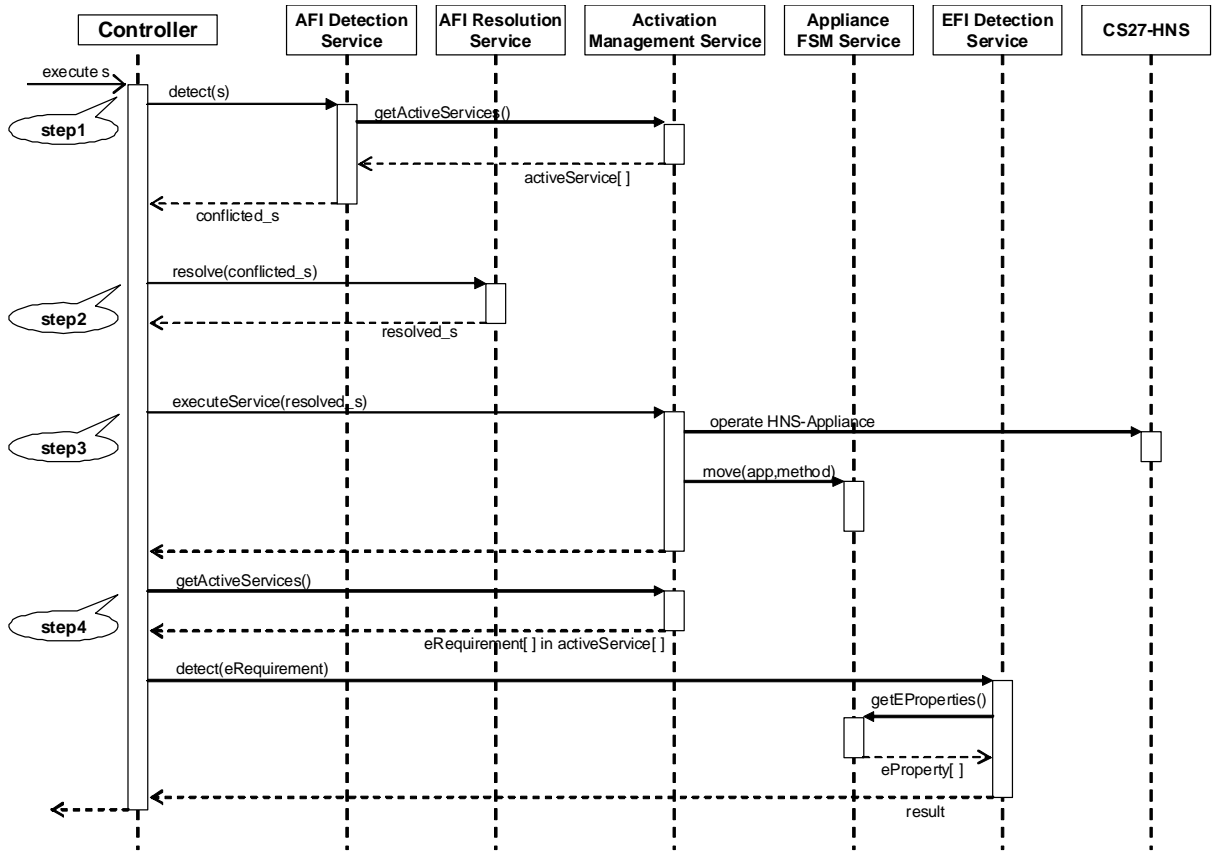 Controller
AFI Detection
Service
AFI Resolution
Service
Activation
Management Service
Appliance
FSM Service
EFI Detection
Service
CS27-HNS
execute s
detect(s)
getActiveServices()
step1
activeService[ ]
conflicted_s
resolve(conflicted_s)
step2
resolved_s
executeService(resolved_s)
operate HNS-Appliance
step3
move(app,method)
getActiveServices()
step4
eRequirement[ ] in activeService[ ]
detect(eRequirement)
getEProperties()
eProperty[ ]
result